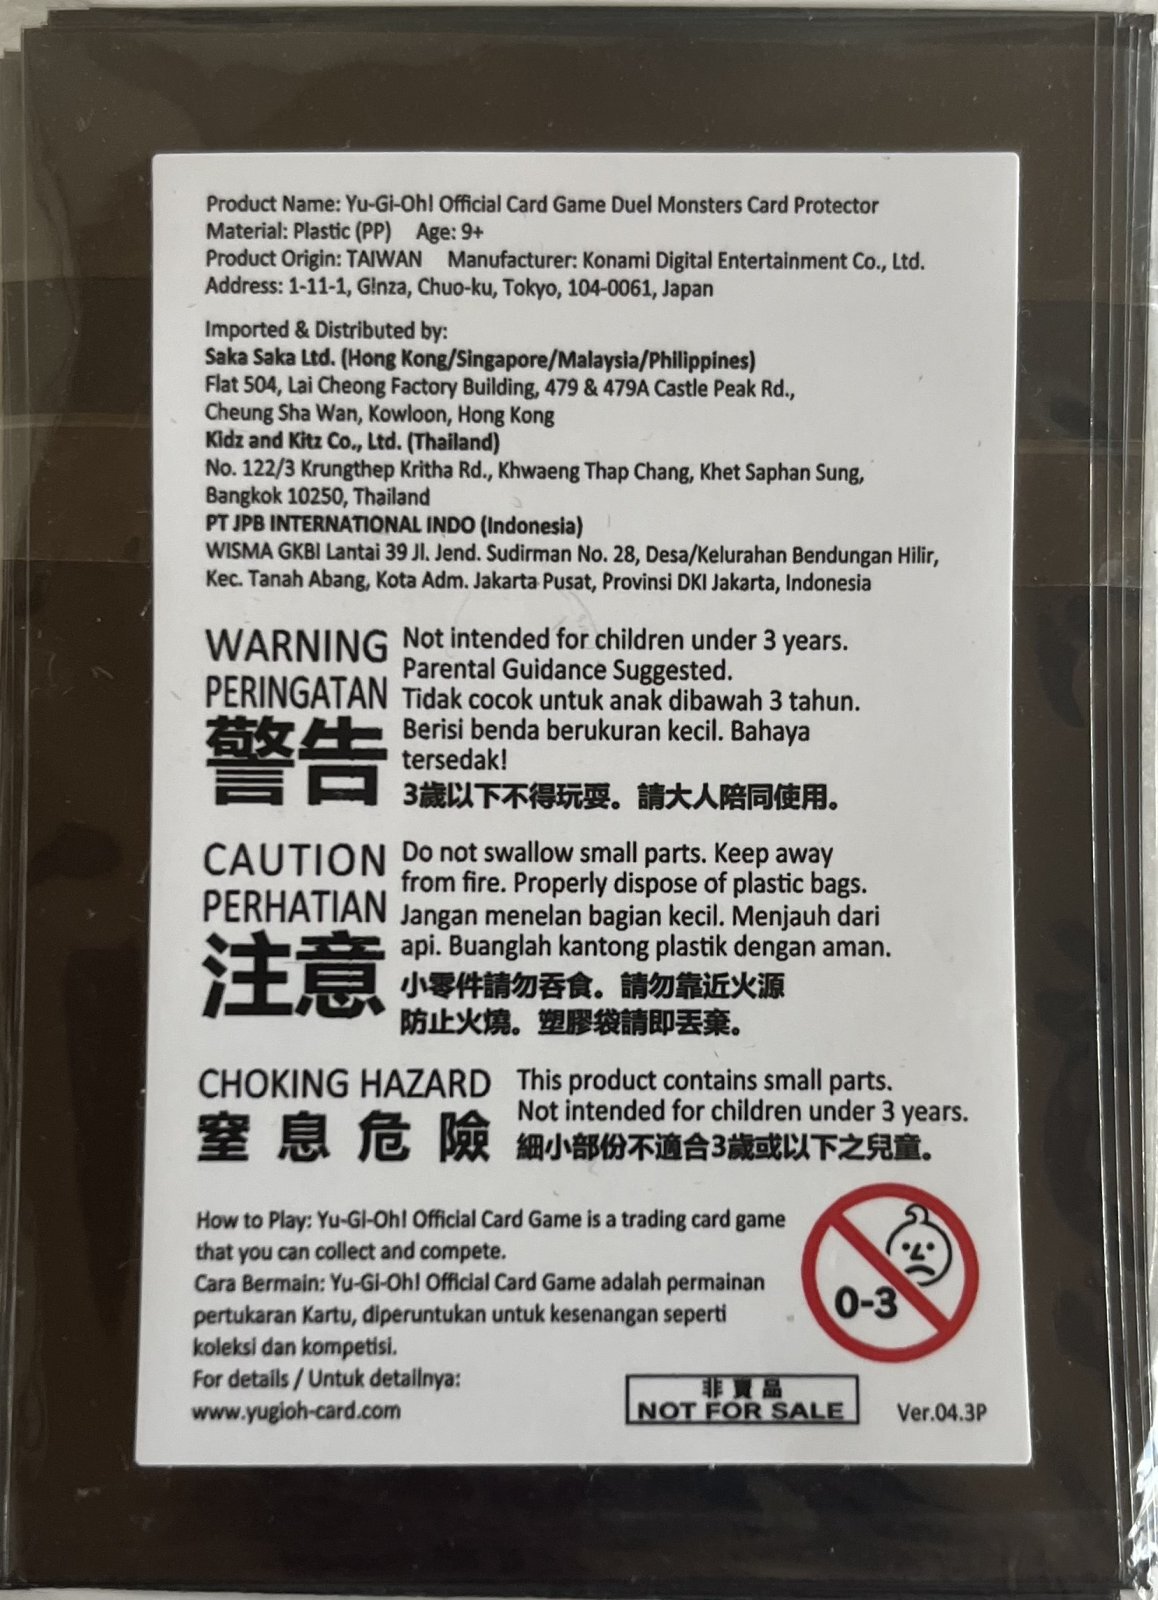 Product Name: Yu-Gi-Oh! Official Card Game Duel Monsters Card Protector
Material: Plastic (PP) Age: 9+
Product Origin: TAIWAN Manufacturer: Konami Digital Entertainment Co., Ltd.
Address: 1-11-1, Ginza, Chuo-ku, Tokyo, 104-0061, Japan
Imported & Distributed by:
Saka Saka Ltd. (Hong Kong/Singapore/Malaysia/Philippines)
Flat 504, Lai Cheong Factory Building, 479 & 479A Castle Peak Rd.,
Cheung Sha Wan, Kowloon, Hong Kong
Kidz and Kitz Co., Ltd. (Thailand)
No. 122/3 Krungthep Kritha Rd., Khwaeng Thap Chang, Khet Saphan Sung,
Bangkok 10250, Thailand
PT JPB INTERNATIONAL INDO (Indonesia)
WISMA GKBI Lantai 39 Jl. Jend. Sudirman No. 28, Desa/Kelurahan Bendungan Hilir,
Kec. Tanah Abang, Kota Adm. Jakarta Pusat, Provinsi DKI Jakarta, Indonesia
WARNING
PERINGATAN
警告
Not intended for children under 3 years.
Parental Guidance Suggested.
Tidak cocok untuk anak dibawah 3 tahun.
Berisi benda berukuran kecil. Bahaya
tersedak!
3歲以下不得玩耍。請大人陪同使用。
CAUTION
PERHATIAN
注意
Do not swallow small parts. Keep away
from fire. Properly dispose of plastic bags.
Jangan menelan bagian kecil. Menjauh dari
api. Buanglah kantong plastik dengan aman.
小零件請勿吞食。請勿靠近火源
防止火燒。塑膠袋請即丟棄。
CHOKING HAZARD
窒息危險
This product contains small parts.
Not intended for children under 3 years.
細小部份不適合3歲或以下之兒童。
How to Play: Yu-Gi-Oh! Official Card Game is a trading card game
that you can collect and compete.
Cara Bermain: Yu-Gi-Oh! Official Card Game adalah permainan
pertukaran Kartu, diperuntukan untuk kesenangan seperti
koleksi dan kompetisi.
For details / Untuk detailnya:
www.yugioh-card.com
0-3
非賣品
NOT FOR SALE
Ver.04.3P